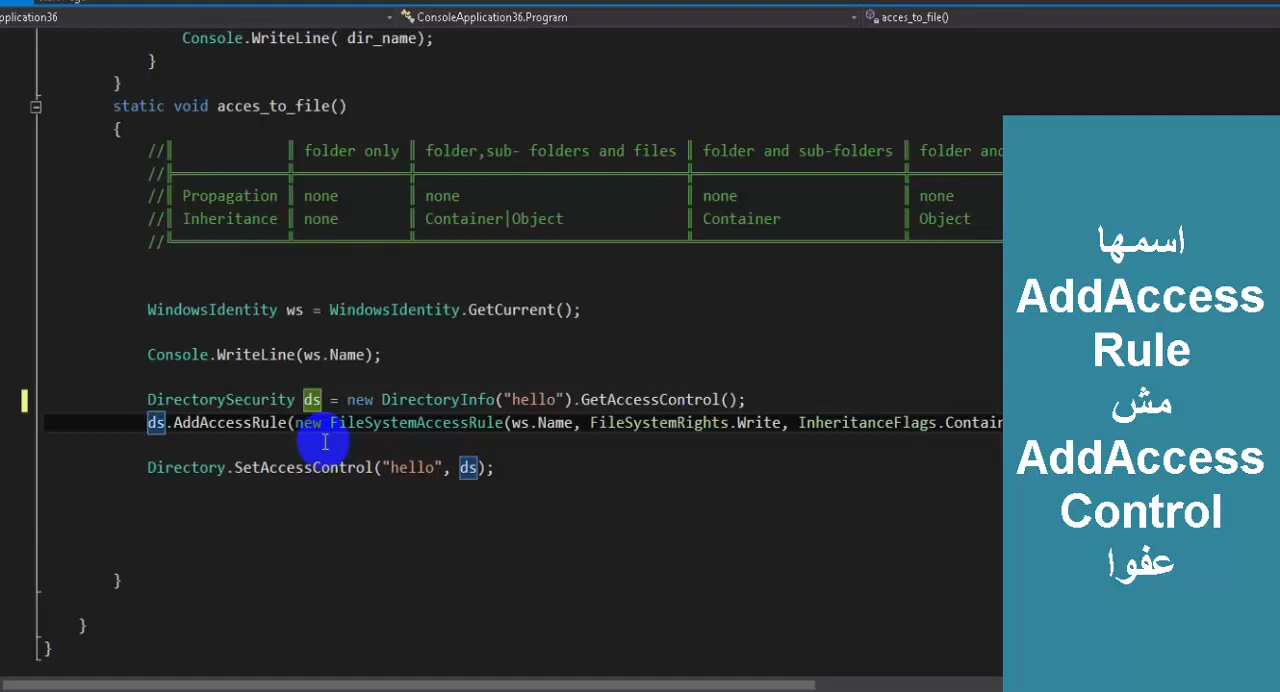 pplication36
ConsoleApplication36.Program
acces_to_file()
Console.WriteLine( dir_name);
}
}
static void acces_to_file()
{
//║ ║ folder only ║ folder,sub- folders and files ║ folder and sub-folders ║ folder and
//╠
//║ Propagation ║ none ║ none ║ none ║ none
//║ Inheritance ║ none ║ Container|Object ║ Container ║ Object
//╚
WindowsIdentity ws = WindowsIdentity.GetCurrent();
Console.WriteLine(ws.Name);
DirectorySecurity ds = new DirectoryInfo("hello").GetAccessControl();
ds.AddAccessRule(new FileSystemAccessRule(ws.Name, FileSystemRights.Write, InheritanceFlags.Contain
Directory.SetAccessControl("hello", ds);
}
}
}
اسمها
AddAccess
Rule
مش
AddAccess
Control
عفوا